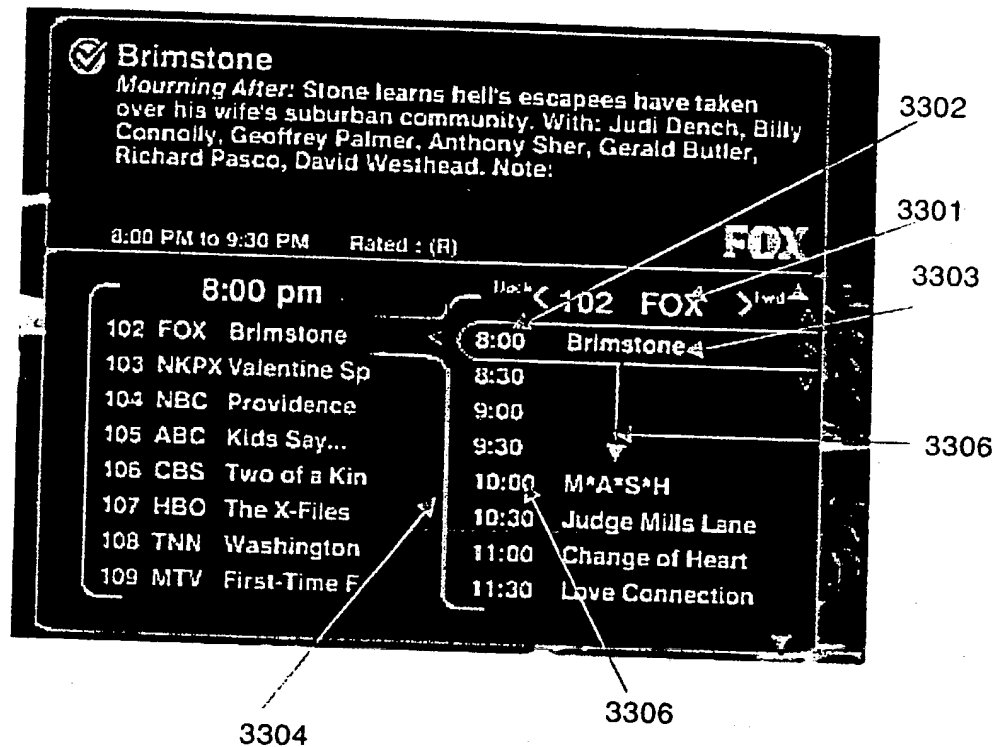 Brimstone
Mourning After: Stone learns hell's escapees have taken
over his wife's suburban community. With: Judi Dench, Billy
Connolly, Geoffrey Palmer, Anthony Sher, Gerald Butler,
Richard Pasco, David Westhead. Note:
8:00 PM to 9:30 PM Rated : (R)
FOX
8:00 pm
102 FOX Brimstone
103 NKPX Valentine Sp
104 NBC Providence
105 ABC Kids Say...
106 CBS Two of a Kin
107 HBO The X-Files
108 TNN Washington
109 MTV First-Time F
Back < 102 FOX > Fwd
8:00 Brimstone
8:30
9:00
9:30
10:00 M*A*S*H
10:30 Judge Mills Lane
11:00 Change of Heart
11:30 Love Connection
3302
3301
3303
3306
3306
3304